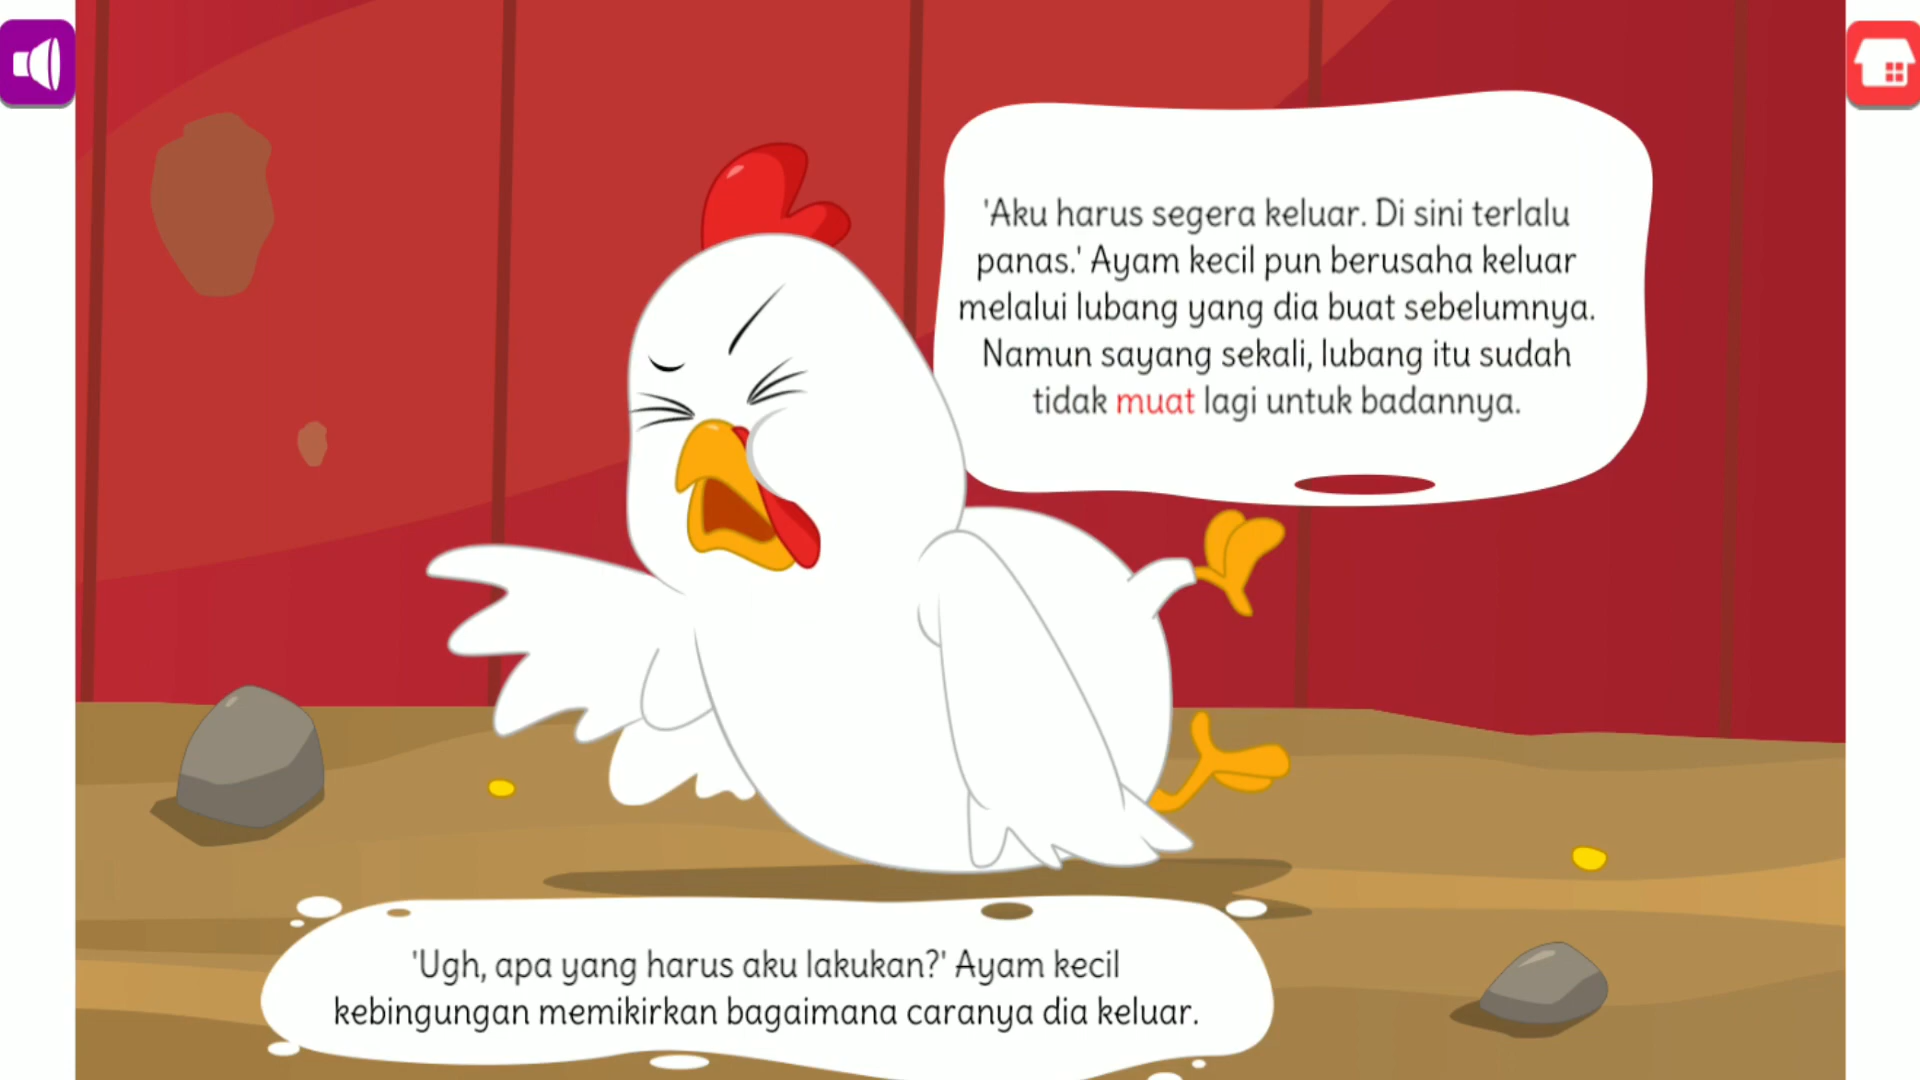 'Aku harus segera keluar. Di sini terlalu
panas.' Ayam kecil pun berusaha keluar
melalui lubang yang dia buat sebelumnya.
Namun sayang sekali, lubang itu sudah
tidak muat lagi untuk badannya.
'Ugh, apa yang harus aku lakukan?' Ayam kecil
kebingungan memikirkan bagaimana caranya dia keluar.